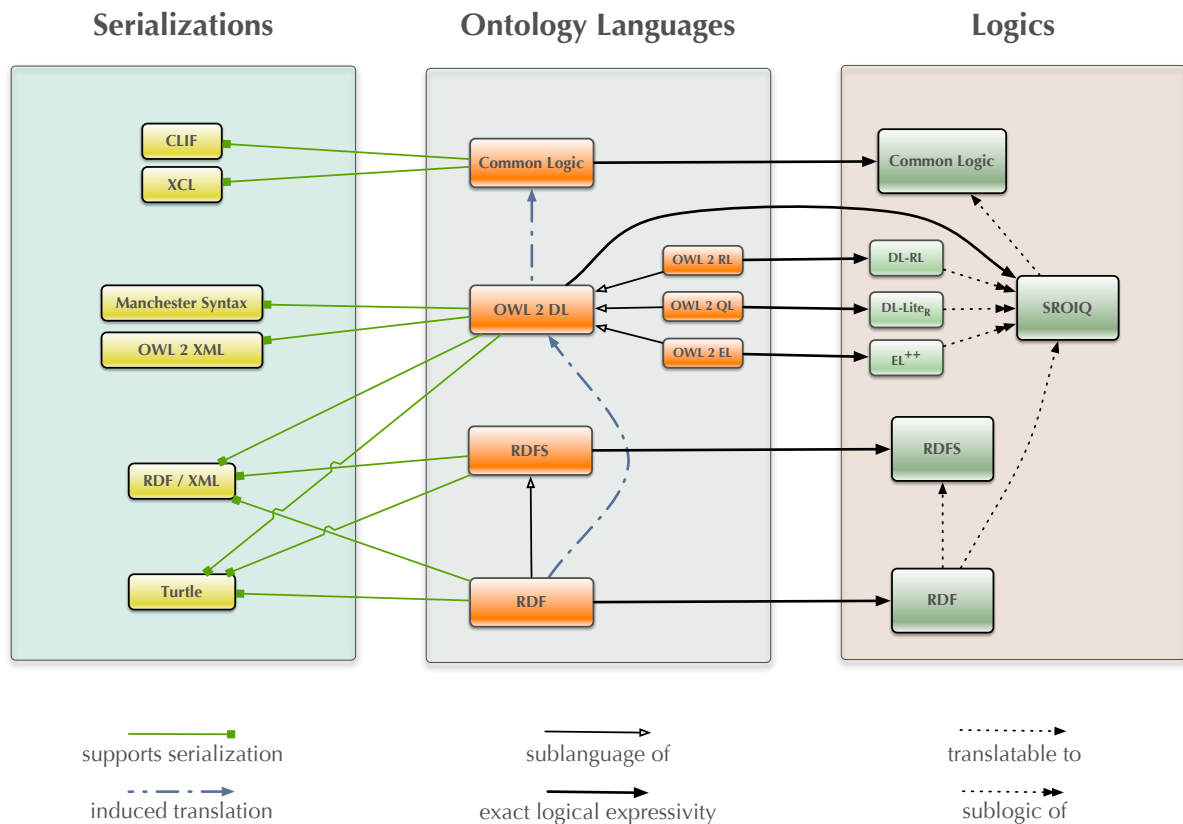 Serializations
Ontology Languages
Logics
CLIF
XCL
Common Logic
Common Logic
Manchester Syntax
OWL 2 XML
OWL 2 DL
OWL 2 RL
OWL 2 QL
OWL 2 EL
DL-RL
DL-Lite_R
EL++
SROIQ
RDF / XML
RDFS
RDFS
Turtle
RDF
RDF
supports serialization
sublanguage of
translatable to
induced translation
exact logical expressivity
sublogic of